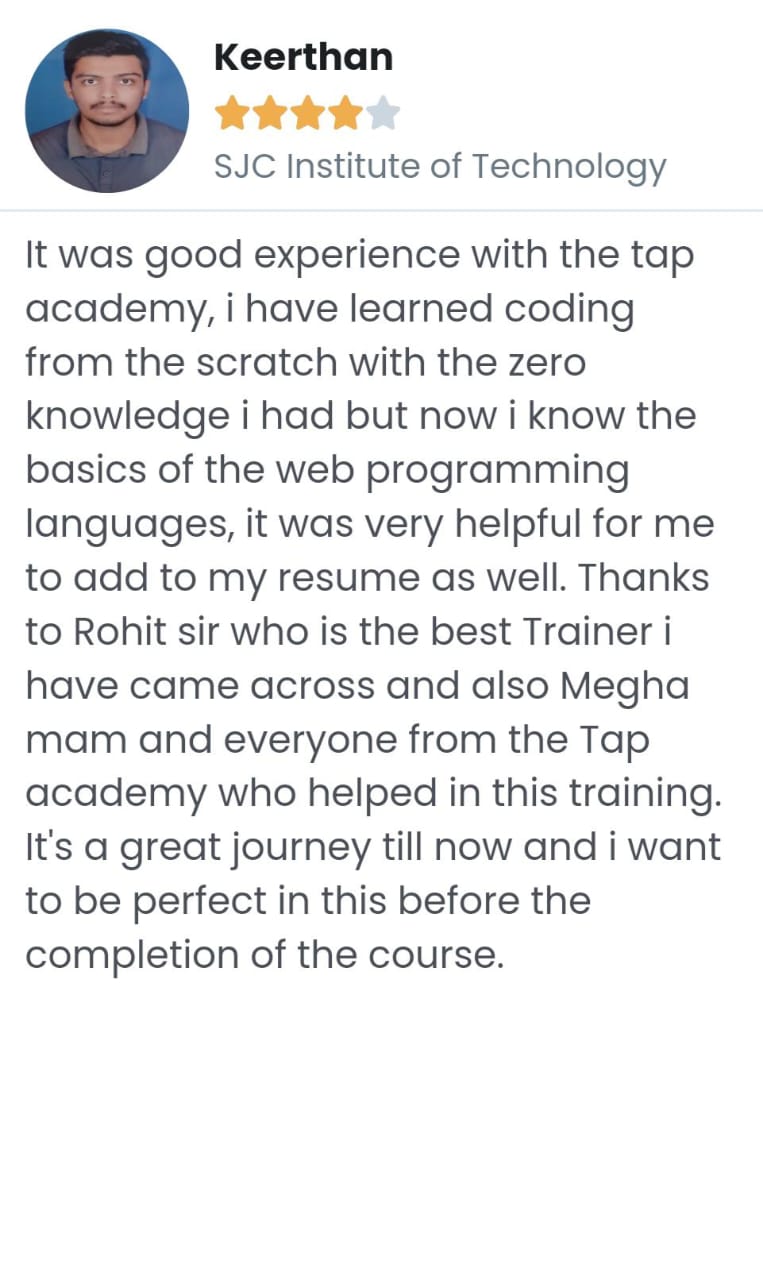 Keerthan
SJC Institute of Technology
It was good experience with the tap
academy, i have learned coding
from the scratch with the zero
knowledge i had but now i know the
basics of the web programming
languages, it was very helpful for me
to add to my resume as well. Thanks
to Rohit sir who is the best Trainer i
have came across and also Megha
mam and everyone from the Tap
academy who helped in this training.
It's a great journey till now and i want
to be perfect in this before the
completion of the course.